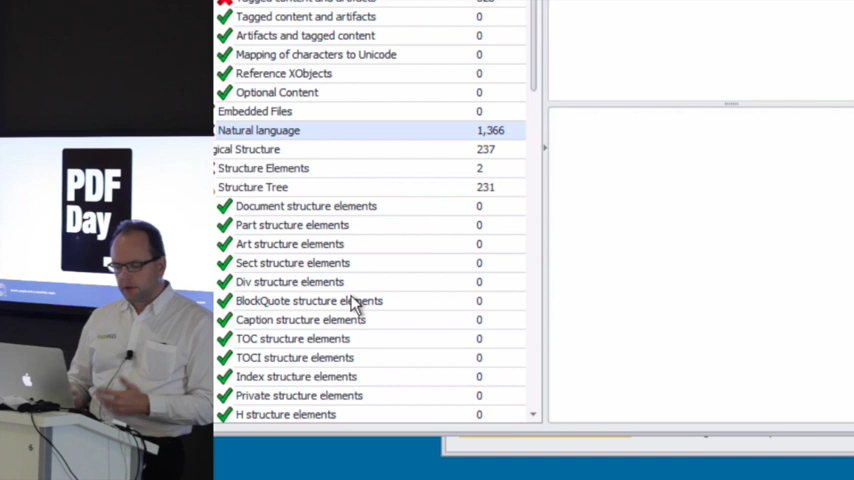 Tagged content and artifacts 0
Artifacts and tagged content 0
Mapping of characters to Unicode 0
Reference XObjects 0
Optional Content 0
Embedded Files 0
Natural language 1,366
gical Structure 237
Structure Elements 2
Structure Tree 231
Document structure elements 0
Part structure elements 0
Art structure elements 0
Sect structure elements 0
Div structure elements 0
BlockQuote structure elements 0
Caption structure elements 0
TOC structure elements 0
TOCI structure elements 0
Index structure elements 0
Private structure elements 0
H structure elements 0
PDF
Day